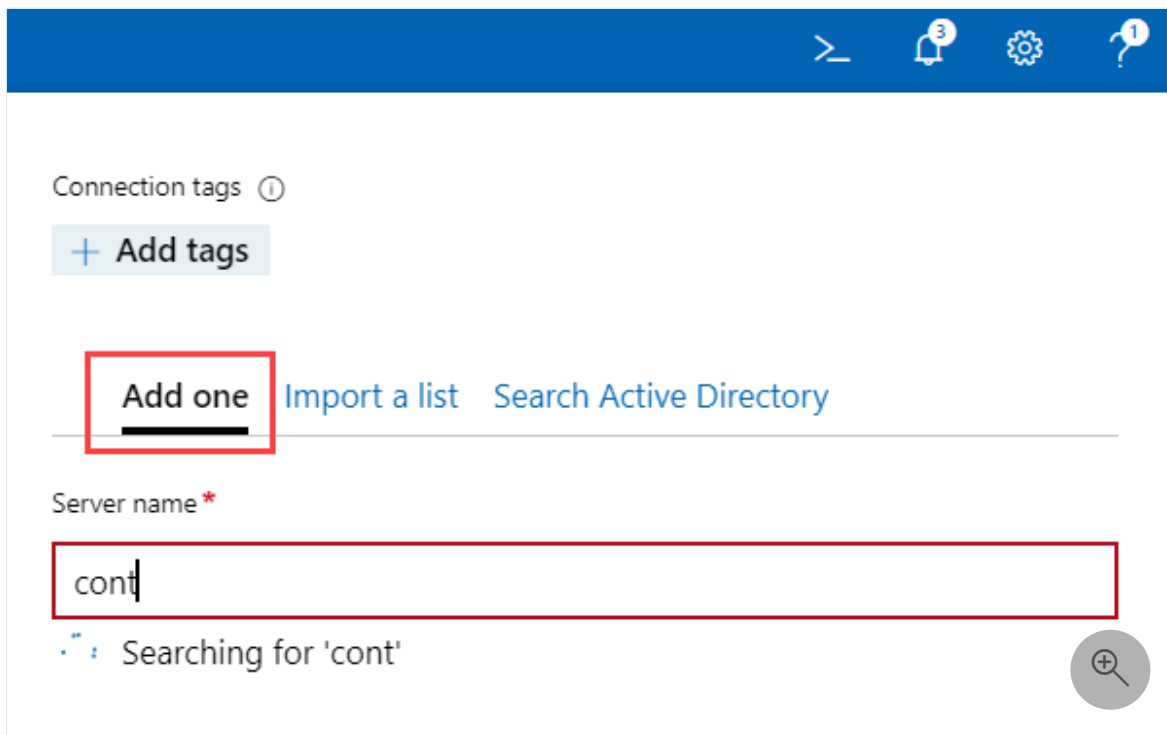 3
1
Connection tags
+ Add tags
Add one Import a list Search Active Directory
Server name*
cont
Searching for 'cont'